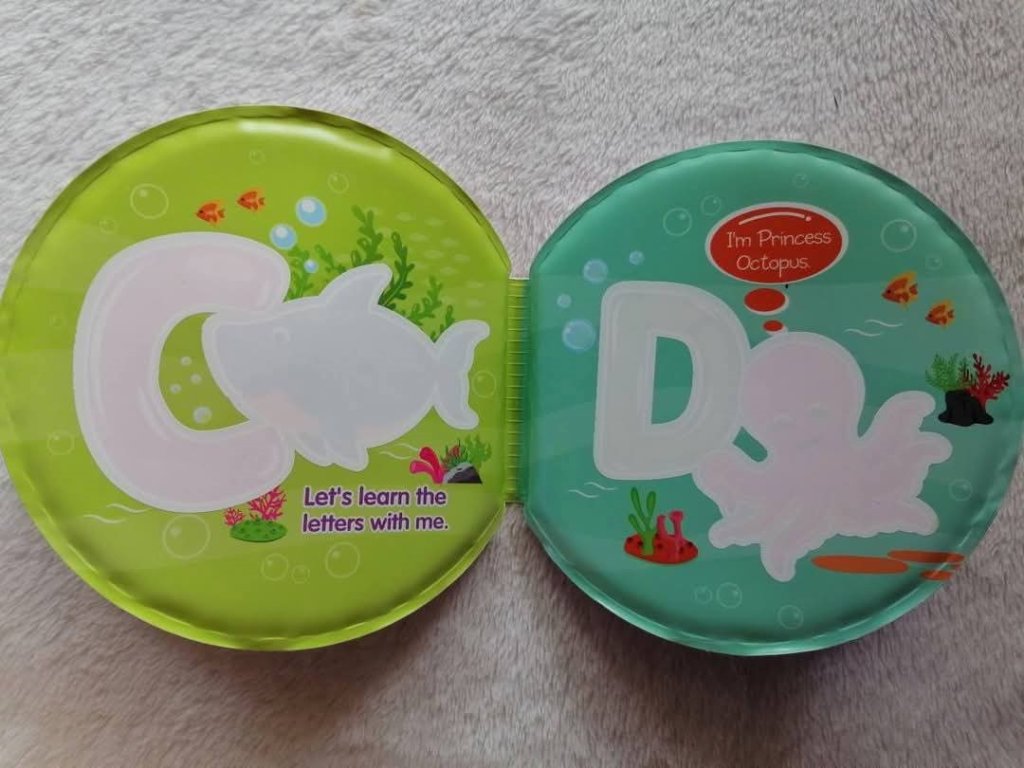 C
Let's learn the
letters with me.
D
I'm Princess
Octopus.